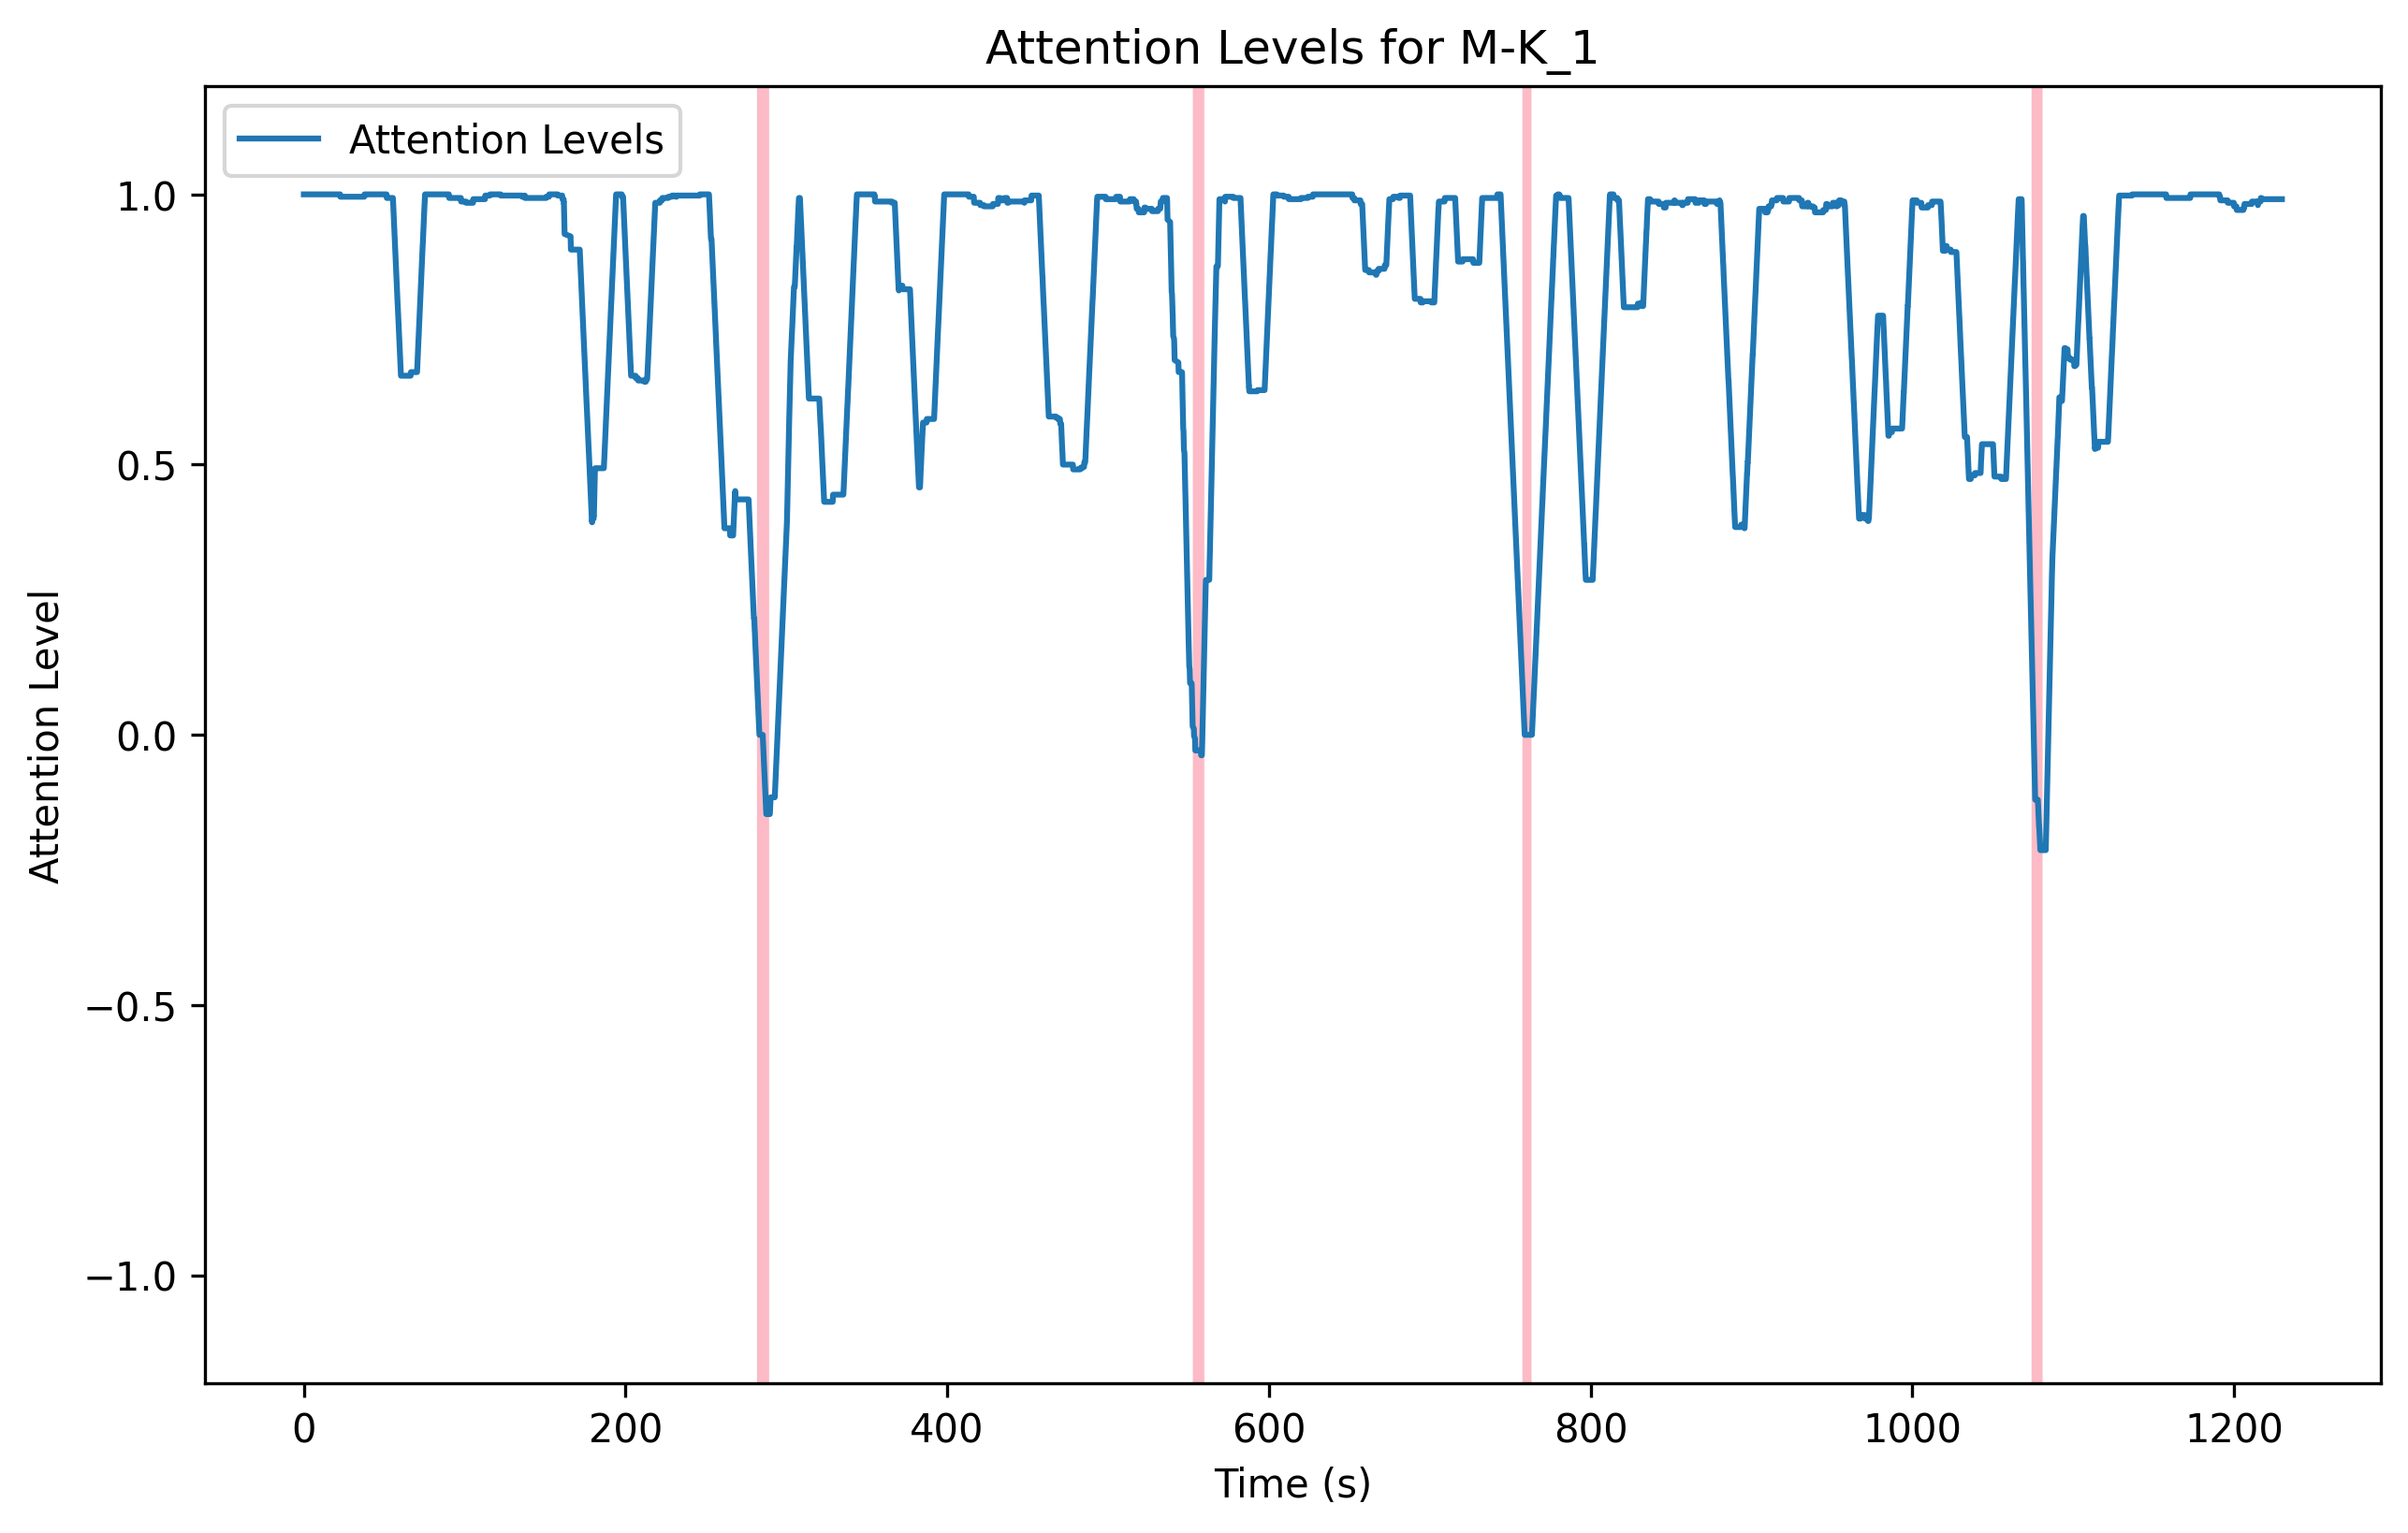 Attention Levels for M-K_1
Attention Levels
1.0
0.5
0.0
−0.5
−1.0
Attention Level
0 200 400 600 800 1000 1200
Time (s)